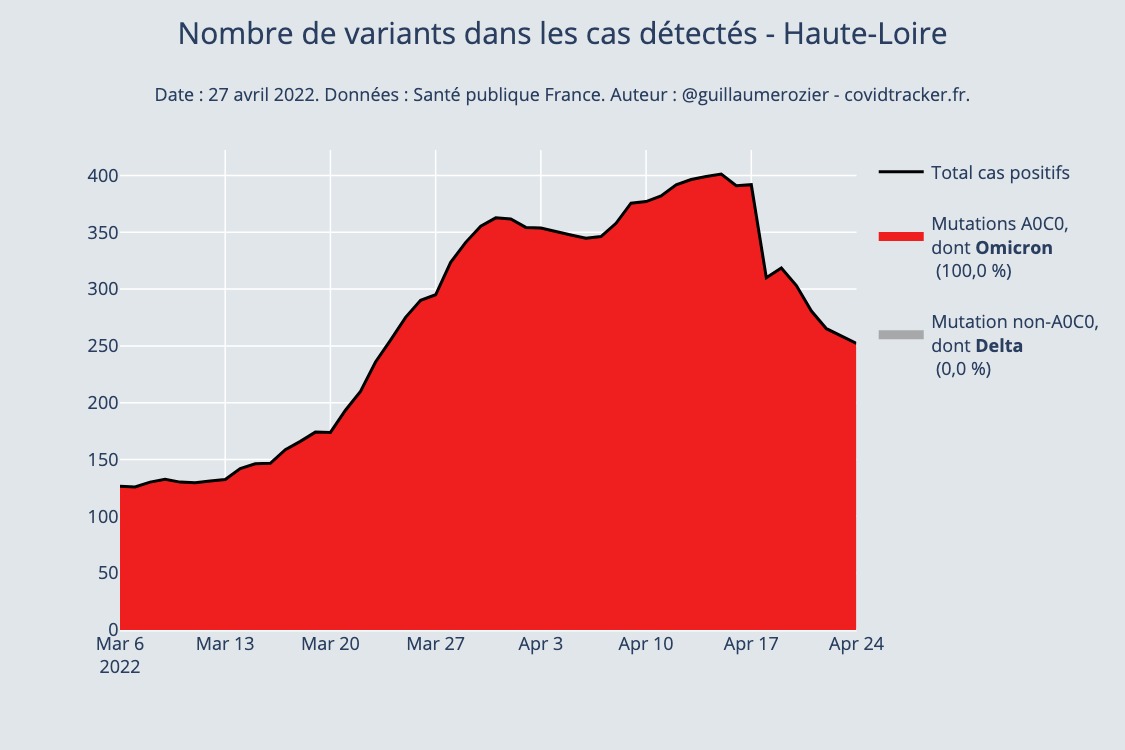 Nombre de variants dans les cas détectés - Haute-Loire
Date : 27 avril 2022. Données : Santé publique France. Auteur : @guillaumerozier - covidtracker.fr.
400
350
300
250
200
150
100
50
0
Mar 6
2022
Mar 13
Mar 20
Mar 27
Apr 3
Apr 10
Apr 17
Apr 24
Total cas positifs
Mutations A0C0,
dont Omicron
(100,0 %)
Mutation non-A0C0,
dont Delta
(0,0 %)